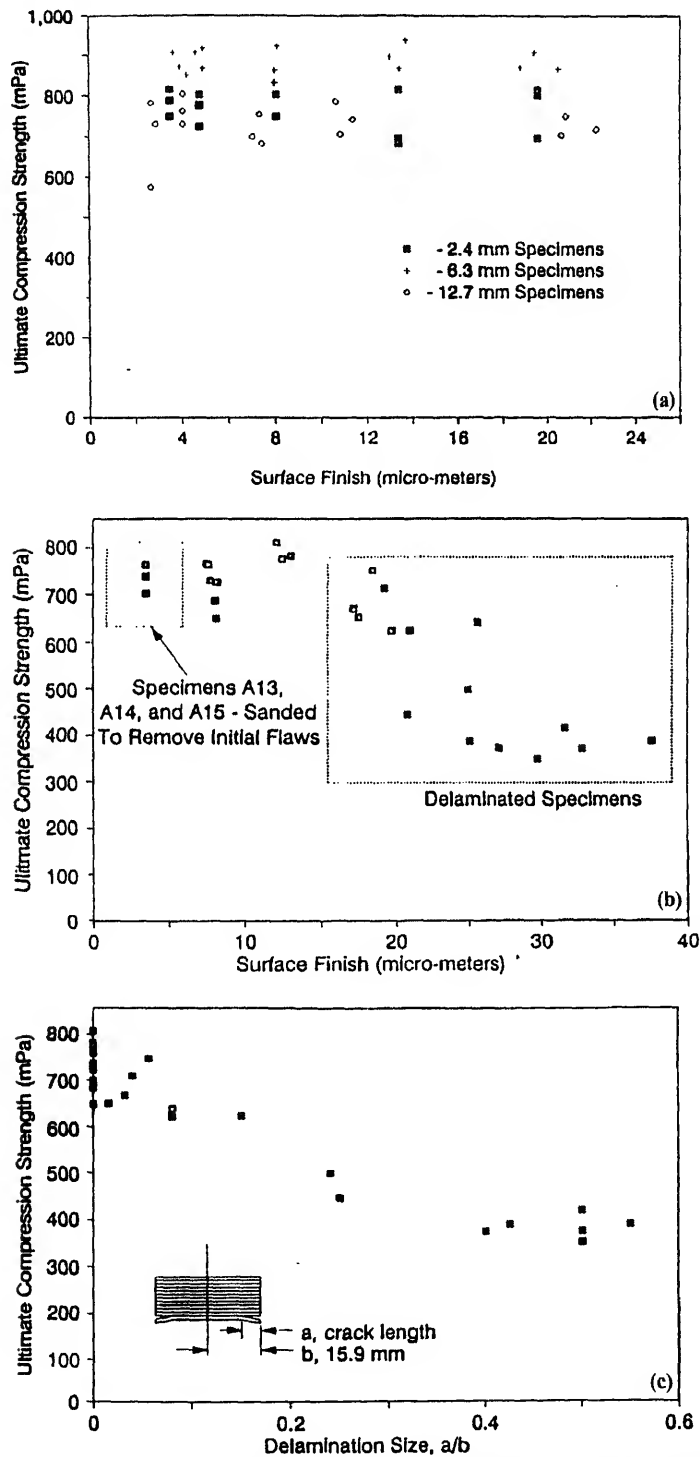 1,000
800
600
400
200
0
Ultimate Compression Strength (mPa)
■ - 2.4 mm Specimens
+ - 6.3 mm Specimens
○ - 12.7 mm Specimens
(a)
0 4 8 12 16 20 24
Surface Finish (micro-meters)
800
700
600
500
400
300
200
100
0
Ulitmate Compression Strength (mPa)
Specimens A13,
A14, and A15 - Sanded
To Remove Initial Flaws
Delaminated Specimens
(b)
0 10 20 30 40
Surface Finish (micro-meters)
800
700
600
500
400
300
200
100
0
Ultimate Compression Strength (mPa)
a, crack length
b, 15.9 mm
(c)
0 0.2 0.4 0.6
Delamination Size, a/b